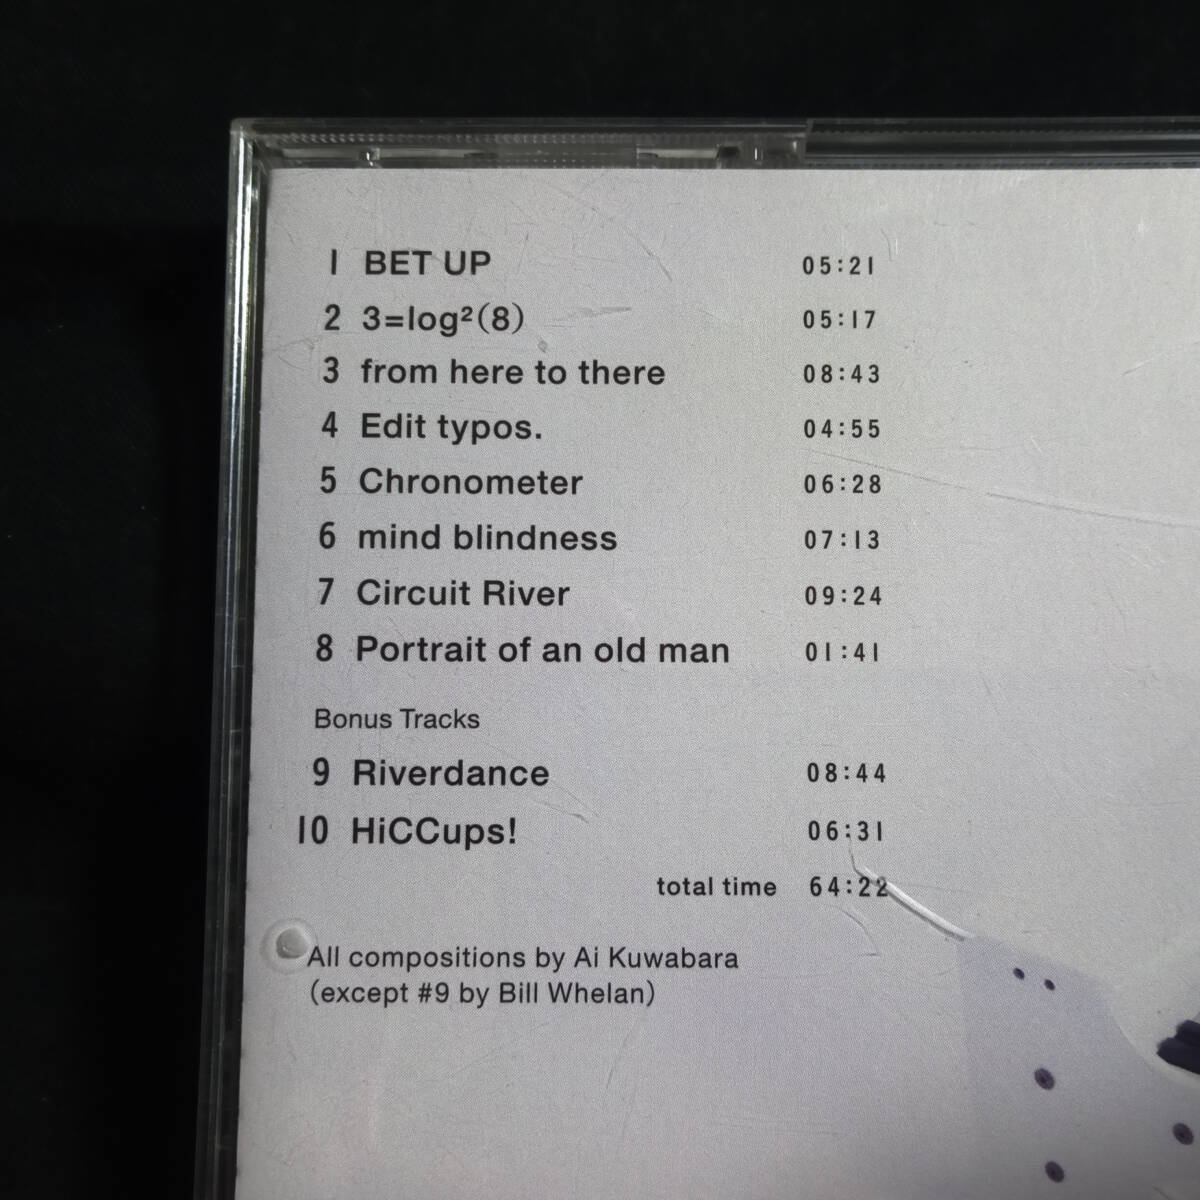 1 BET UP 05:21
2 3=log²(8) 05:17
3 from here to there 08:43
4 Edit typos. 04:55
5 Chronometer 06:28
6 mind blindness 07:13
7 Circuit River 09:24
8 Portrait of an old man 01:41
Bonus Tracks
9 Riverdance 08:44
10 HiCCups! 06:31
total time 64:22
All compositions by Ai Kuwabara
(except #9 by Bill Whelan)